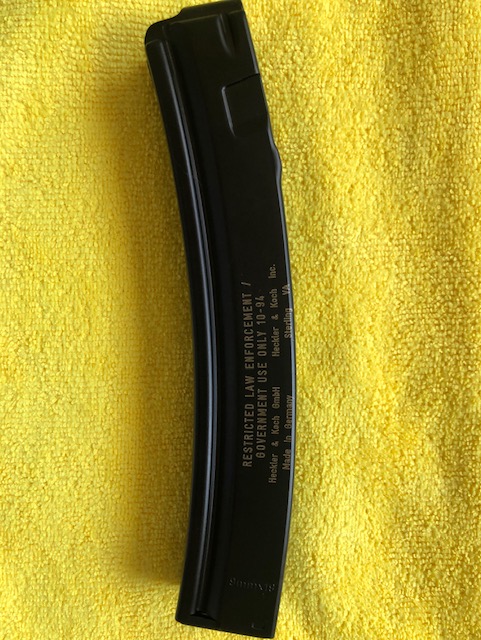 RESTRICTED LAW ENFORCEMENT /
GOVERNMENT USE ONLY 10-94
Heckler & Koch GmbH Heckler & Koch Inc.
Made in Germany Sterling VA